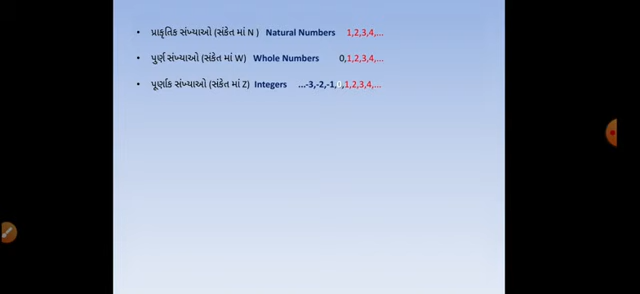 • પ્રાકૃતિક સંખ્યાઓ (સંકેત માં N ) Natural Numbers 1,2,3,4,...
• પુર્ણ સંખ્યાઓ (સંકેત માં W) Whole Numbers 0,1,2,3,4,...
• પૂર્ણાક સંખ્યાઓ (સંકેત માં Z) Integers ...-3,-2,-1,0,1,2,3,4,...